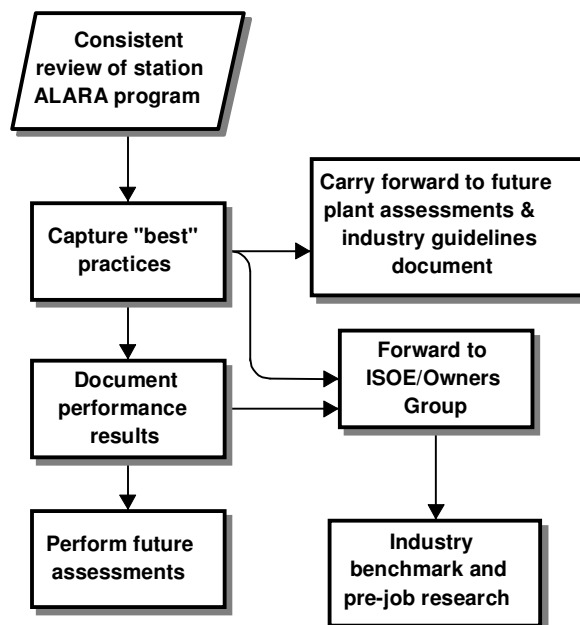 Consistent
review of station
ALARA program
Capture "best"
practices
Carry forward to future
plant assessments &
industry guidelines
document
Document
performance
results
Forward to
ISOE/Owners
Group
Perform future
assessments
Industry
benchmark and
pre-job research